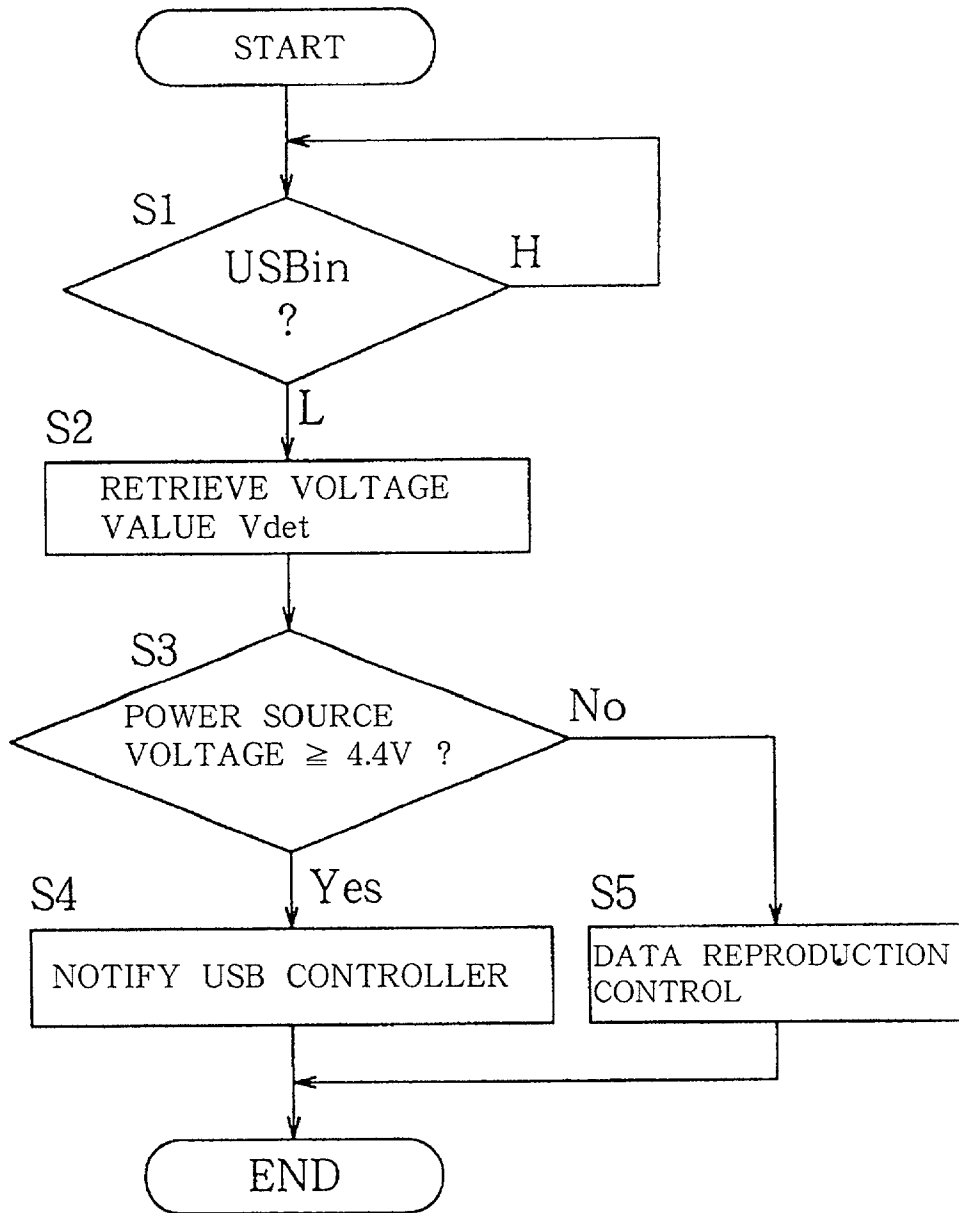 START
S1
USBin
?
H
L
S2
RETRIEVE VOLTAGE
VALUE Vdet
S3
POWER SOURCE
VOLTAGE ≧ 4.4V ?
No
Yes
S4
NOTIFY USB CONTROLLER
S5
DATA REPRODUCTION
CONTROL
END